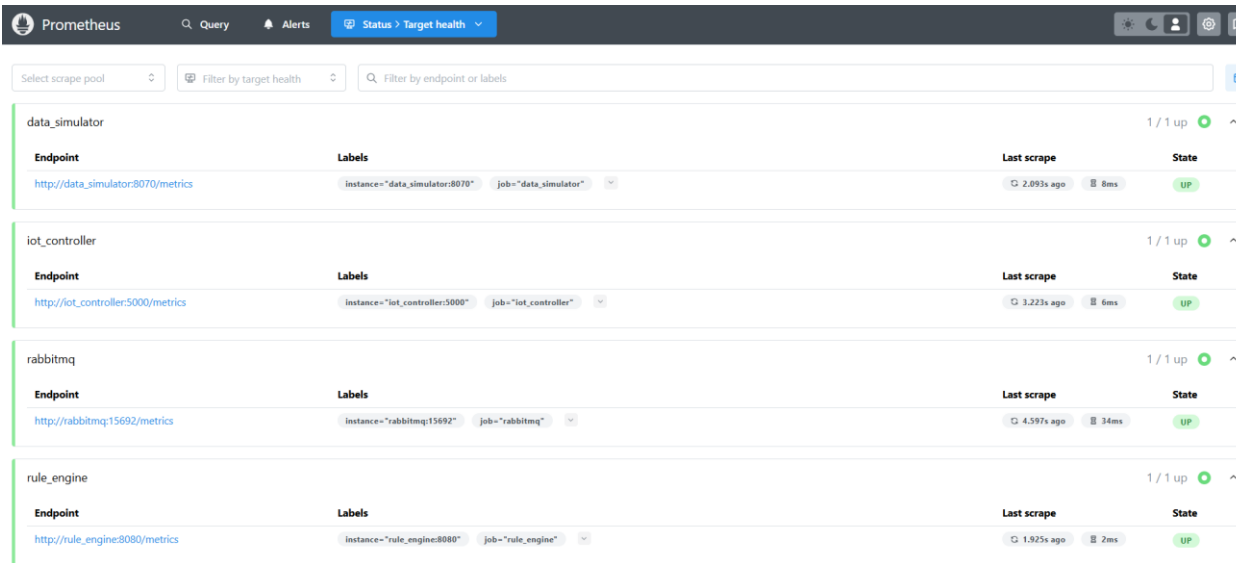 Prometheus Query Alerts Status > Target health
Select scrape pool Filter by target health Filter by endpoint or labels
data_simulator 1 / 1 up
Endpoint Labels Last scrape State
http://data_simulator:8070/metrics instance="data_simulator:8070" job="data_simulator" 2.093s ago 8ms UP
iot_controller 1 / 1 up
Endpoint Labels Last scrape State
http://iot_controller:5000/metrics instance="iot_controller:5000" job="iot_controller" 3.223s ago 6ms UP
rabbitmq 1 / 1 up
Endpoint Labels Last scrape State
http://rabbitmq:15692/metrics instance="rabbitmq:15692" job="rabbitmq" 4.597s ago 34ms UP
rule_engine 1 / 1 up
Endpoint Labels Last scrape State
http://rule_engine:8080/metrics instance="rule_engine:8080" job="rule_engine" 1.925s ago 2ms UP